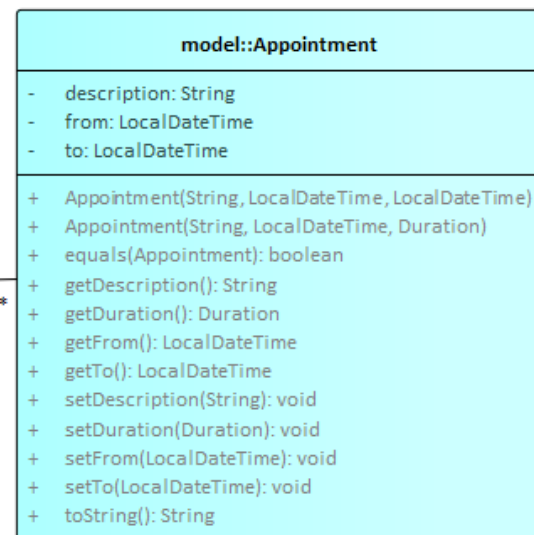 model::Appointment
- description: String
- from: LocalDateTime
- to: LocalDateTime
+ Appointment(String, LocalDateTime, LocalDateTime)
+ Appointment(String, LocalDateTime, Duration)
+ equals(Appointment): boolean
+ getDescription(): String
+ getDuration(): Duration
*
+ getFrom(): LocalDateTime
+ getTo(): LocalDateTime
+ setDescription(String): void
+ setDuration(Duration): void
+ setFrom(LocalDateTime): void
+ setTo(LocalDateTime): void
+ toString(): String